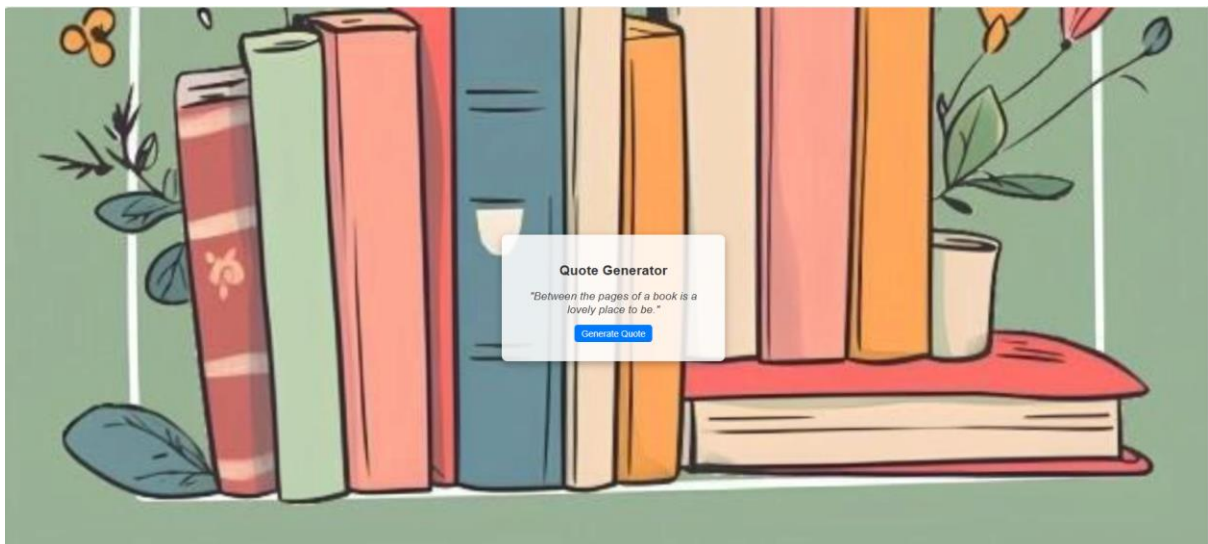 Quote Generator
"Between the pages of a book is a
lovely place to be."
Generate Quote